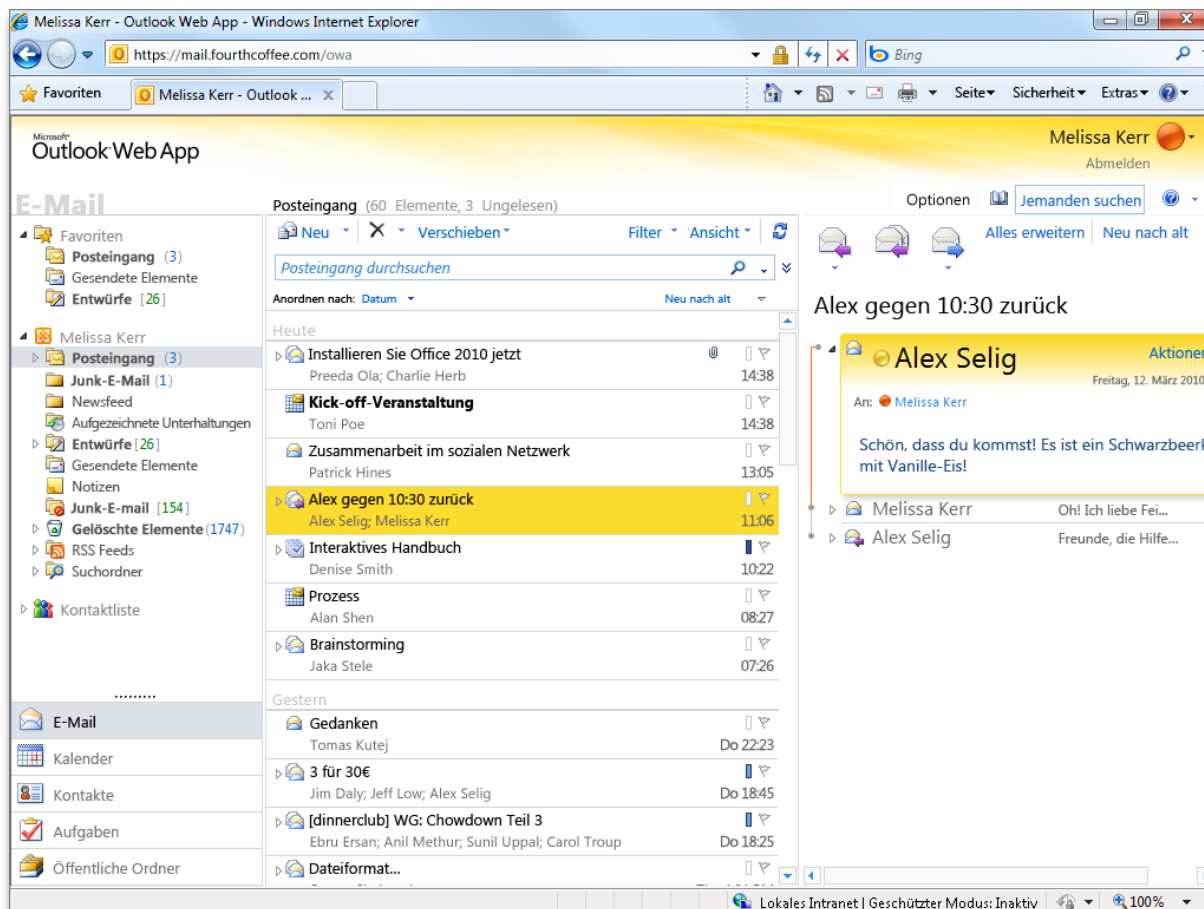 Melissa Kerr - Outlook Web App - Windows Internet Explorer
https://mail.fourthcoffee.com/owa
Bing
Favoriten
Melissa Kerr - Outlook ...
Seite
Sicherheit
Extras
Microsoft
Outlook Web App
Melissa Kerr
Abmelden
E-Mail
Posteingang (60 Elemente, 3 Ungelesen)
Optionen
Jemanden suchen
Favoriten
Posteingang (3)
Gesendete Elemente
Entwürfe [26]
Melissa Kerr
Posteingang (3)
Junk-E-Mail (1)
Newsfeed
Aufgezeichnete Unterhaltungen
Entwürfe [26]
Gesendete Elemente
Notizen
Junk-E-mail [154]
Gelöschte Elemente (1747)
RSS Feeds
Suchordner
Kontaktliste
E-Mail
Kalender
Kontakte
Aufgaben
Öffentliche Ordner
Neu
Verschieben
Filter
Ansicht
Posteingang durchsuchen
Anordnen nach: Datum
Neu nach alt
Heute
Installieren Sie Office 2010 jetzt
Preeda Ola; Charlie Herb 14:38
Kick-off-Veranstaltung
Toni Poe 14:38
Zusammenarbeit im sozialen Netzwerk
Patrick Hines 13:05
Alex gegen 10:30 zurück
Alex Selig; Melissa Kerr 11:06
Interaktives Handbuch
Denise Smith 10:22
Prozess
Alan Shen 08:27
Brainstorming
Jaka Stele 07:26
Gestern
Gedanken
Tomas Kutej Do 22:23
3 für 30€
Jim Daly; Jeff Low; Alex Selig Do 18:45
[dinnerclub] WG: Chowdown Teil 3
Ebru Ersan; Anil Methur; Sunil Uppal; Carol Troup Do 18:25
Dateiformat...
Alles erweitern
Neu nach alt
Alex gegen 10:30 zurück
Alex Selig
Aktionen
Freitag, 12. März 2010
An: Melissa Kerr
Schön, dass du kommst! Es ist ein Schwarzbeerk
mit Vanille-Eis!
Melissa Kerr Oh! Ich liebe Fei...
Alex Selig Freunde, die Hilfe...
Lokales Intranet | Geschützter Modus: Inaktiv
100%